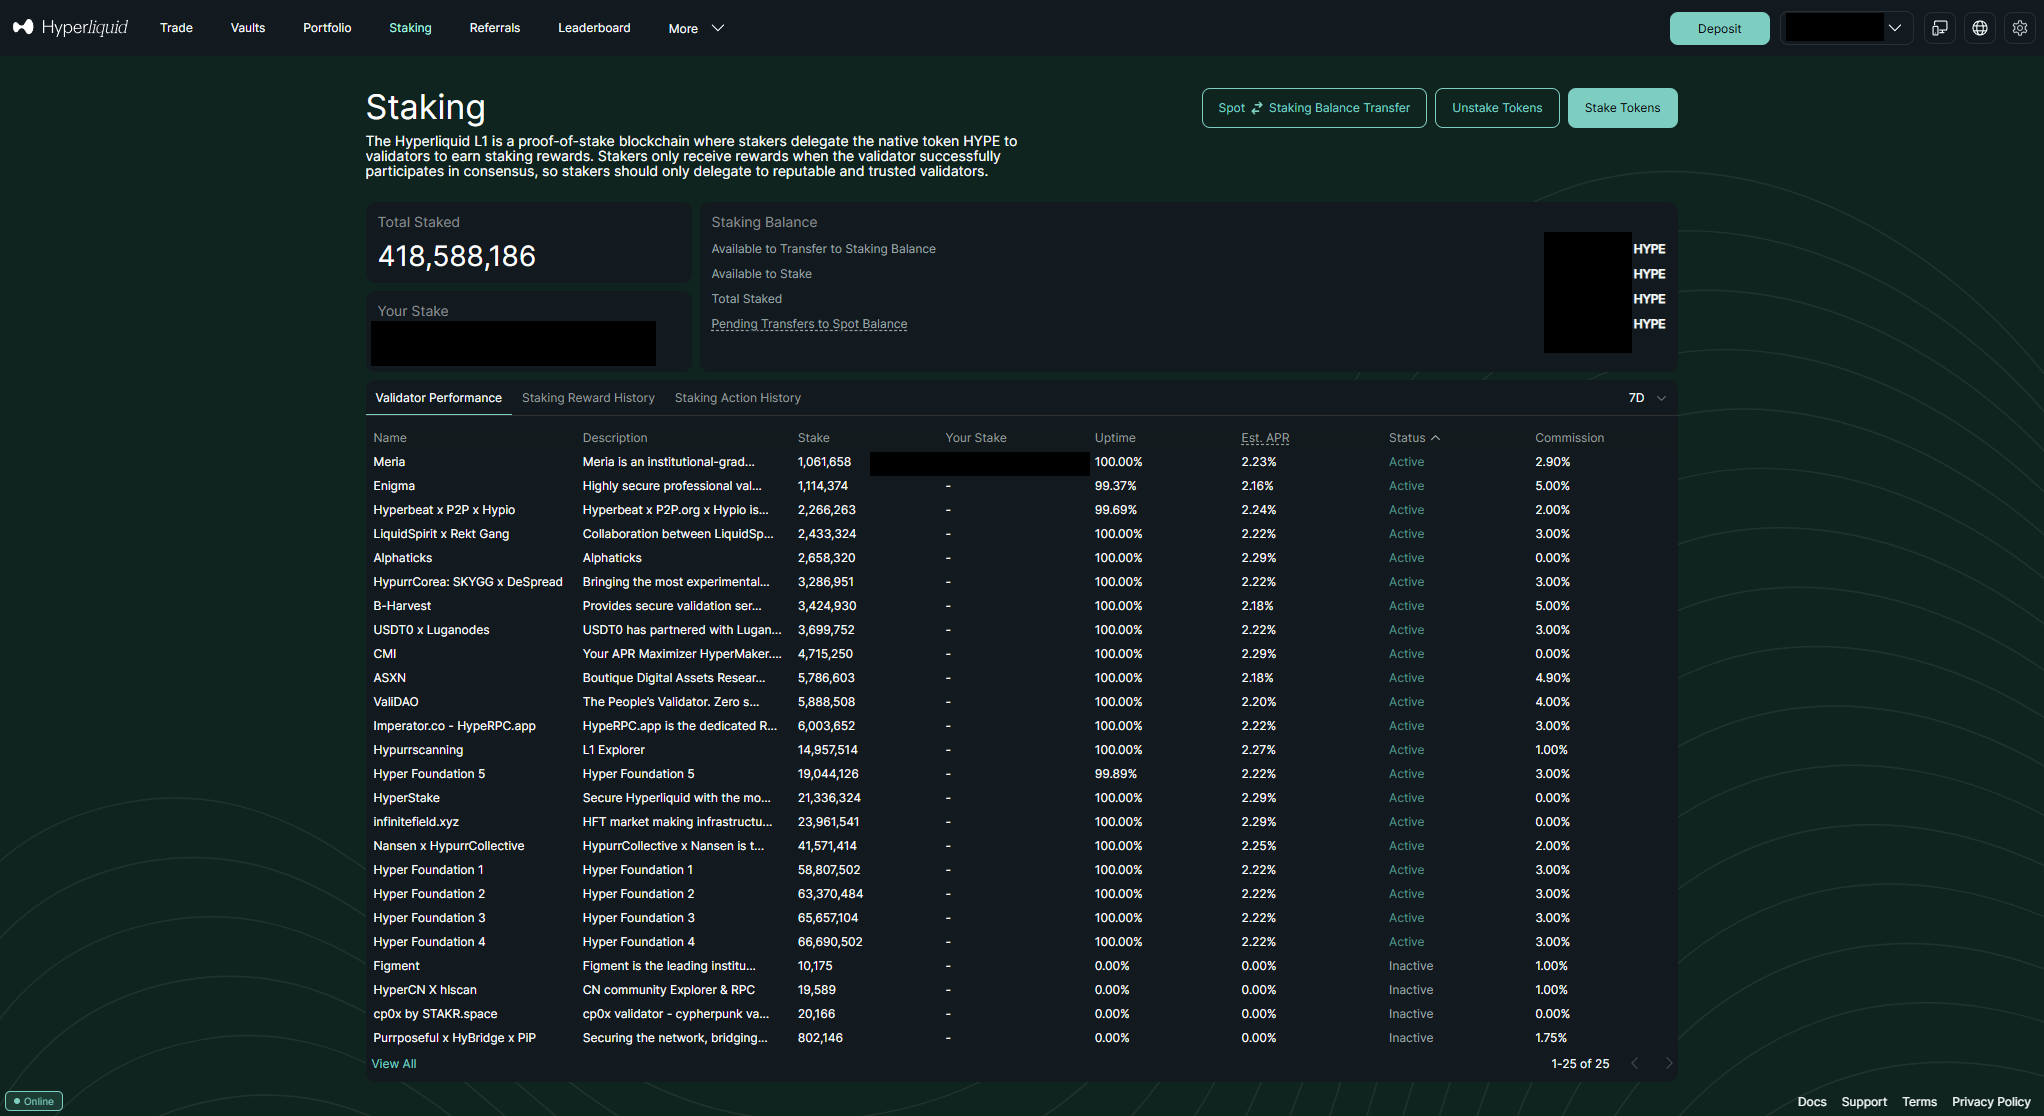 Hyperliquid Trade Vaults Portfolio Staking Referrals Leaderboard More Deposit
Staking
Spot Staking Balance Transfer Unstake Tokens Stake Tokens
The Hyperliquid L1 is a proof-of-stake blockchain where stakers delegate the native token HYPE to
validators to earn staking rewards. Stakers only receive rewards when the validator successfully
participates in consensus, so stakers should only delegate to reputable and trusted validators.
Total Staked
418,588,186
Your Stake
Staking Balance
Available to Transfer to Staking Balance HYPE
Available to Stake HYPE
Total Staked HYPE
Pending Transfers to Spot Balance HYPE
Validator Performance Staking Reward History Staking Action History 7D
Name Description Stake Your Stake Uptime Est. APR Status Commission
Meria Meria is an institutional-grad... 1,061,658 100.00% 2.23% Active 2.90%
Enigma Highly secure professional val... 1,114,374 - 99.37% 2.16% Active 5.00%
Hyperbeat x P2P x Hypio Hyperbeat x P2P.org x Hypio is... 2,266,263 - 99.69% 2.24% Active 2.00%
LiquidSpirit x Rekt Gang Collaboration between LiquidSp... 2,433,324 - 100.00% 2.22% Active 3.00%
Alphaticks Alphaticks 2,658,320 - 100.00% 2.29% Active 0.00%
HypurrCorea: SKYGG x DeSpread Bringing the most experimental... 3,286,951 - 100.00% 2.22% Active 3.00%
B-Harvest Provides secure validation ser... 3,424,930 - 100.00% 2.18% Active 5.00%
USDT0 x Luganodes USDT0 has partnered with Lugan... 3,699,752 - 100.00% 2.22% Active 3.00%
CMI Your APR Maximizer HyperMaker.... 4,715,250 - 100.00% 2.29% Active 0.00%
ASXN Boutique Digital Assets Resear... 5,786,603 - 100.00% 2.18% Active 4.90%
ValiDAO The People’s Validator. Zero s... 5,888,508 - 100.00% 2.20% Active 4.00%
Imperator.co - HypeRPC.app HypeRPC.app is the dedicated R... 6,003,652 - 100.00% 2.22% Active 3.00%
Hypurrscanning L1 Explorer 14,957,514 - 100.00% 2.27% Active 1.00%
Hyper Foundation 5 Hyper Foundation 5 19,044,126 - 99.89% 2.22% Active 3.00%
HyperStake Secure Hyperliquid with the mo... 21,336,324 - 100.00% 2.29% Active 0.00%
infinitefield.xyz HFT market making infrastructu... 23,961,541 - 100.00% 2.29% Active 0.00%
Nansen x HypurrCollective HypurrCollective x Nansen is t... 41,571,414 - 100.00% 2.25% Active 2.00%
Hyper Foundation 1 Hyper Foundation 1 58,807,502 - 100.00% 2.22% Active 3.00%
Hyper Foundation 2 Hyper Foundation 2 63,370,484 - 100.00% 2.22% Active 3.00%
Hyper Foundation 3 Hyper Foundation 3 65,657,104 - 100.00% 2.22% Active 3.00%
Hyper Foundation 4 Hyper Foundation 4 66,690,502 - 100.00% 2.22% Active 3.00%
Figment Figment is the leading institu... 10,175 - 0.00% 0.00% Inactive 1.00%
HyperCN X hlscan CN community Explorer & RPC 19,589 - 0.00% 0.00% Inactive 1.00%
cp0x by STAKR.space cp0x validator - cypherpunk va... 20,166 - 0.00% 0.00% Inactive 0.00%
Purrposeful x HyBridge x PiP Securing the network, bridging... 802,146 - 0.00% 0.00% Inactive 1.75%
View All 1-25 of 25
Online Docs Support Terms Privacy Policy